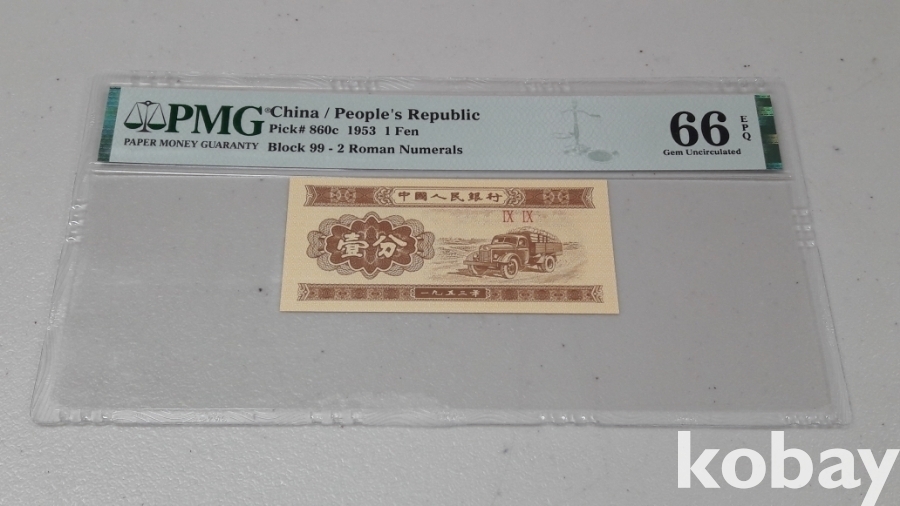 PMG
PAPER MONEY GUARANTY
China / People's Republic
Pick# 860c 1953 1 Fen
Block 99 - 2 Roman Numerals
66 EPQ
Gem Uncirculated
中國人民銀行
IX IX
壹分
一九五三年
kobay